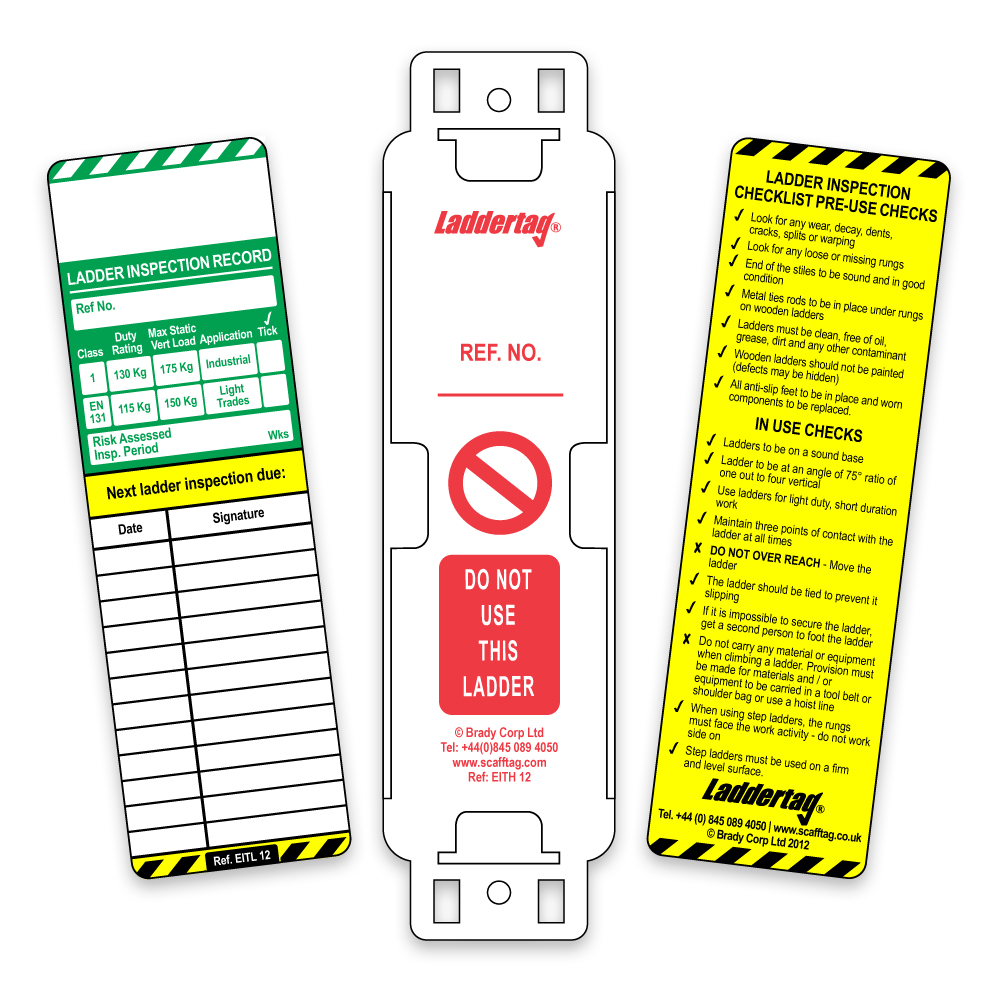 LADDER INSPECTION RECORD
Ref No.
Class Duty Rating Max Static Vert Load Application ✓ Tick
1 130 Kg 175 Kg Industrial
EN 131 115 Kg 150 Kg Light Trades
Risk Assessed
Insp. Period Wks
Next ladder inspection due:
Date Signature
Ref. EITL 12
Laddertag®
REF. NO.
DO NOT
USE
THIS
LADDER
© Brady Corp Ltd
Tel: +44(0)845 089 4050
www.scafftag.com
Ref: EITH 12
LADDER INSPECTION
CHECKLIST PRE-USE CHECKS
✓ Look for any wear, decay, dents,
cracks, splits or warping
✓ Look for any loose or missing rungs
✓ End of the stiles to be sound and in good
condition
✓ Metal ties rods to be in place under rungs
on wooden ladders
✓ Ladders must be clean, free of oil,
grease, dirt and any other contaminant
✓ Wooden ladders should not be painted
(defects may be hidden)
✓ All anti-slip feet to be in place and worn
components to be replaced.
IN USE CHECKS
✓ Ladders to be on a sound base
✓ Ladder to be at an angle of 75° ratio of
one out to four vertical
✓ Use ladders for light duty, short duration
work
✓ Maintain three points of contact with the
ladder at all times
✗ DO NOT OVER REACH - Move the
ladder
✓ The ladder should be tied to prevent it
slipping
✓ If it is impossible to secure the ladder,
get a second person to foot the ladder
✗ Do not carry any material or equipment
when climbing a ladder. Provision must
be made for materials and / or
equipment to be carried in a tool belt or
shoulder bag or use a hoist line
✓ When using step ladders, the rungs
must face the work activity - do not work
side on
✓ Step ladders must be used on a firm
and level surface.
Laddertag®
Tel. +44 (0) 845 089 4050 | www.scafftag.co.uk
© Brady Corp Ltd 2012